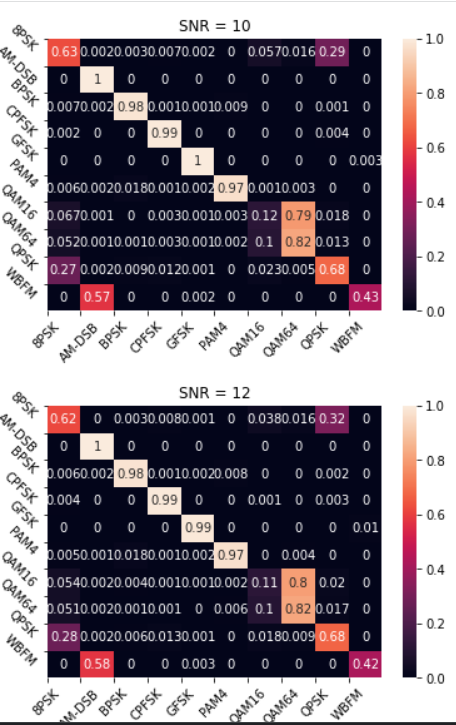 SNR = 10
8PSK 0.63 0.002 0.003 0.007 0.002 0 0.057 0.016 0.29 0
AM-DSB 0 1 0 0 0 0 0 0 0 0
BPSK 0.007 0.002 0.98 0.001 0.001 0.009 0 0 0.001 0
CPFSK 0.002 0 0 0.99 0 0 0 0 0.004 0
GFSK 0 0 0 0 1 0 0 0 0 0.003
PAM4 0.006 0.002 0.018 0.001 0.002 0.97 0.001 0.003 0 0
QAM16 0.067 0.001 0 0.003 0.001 0.003 0.12 0.79 0.018 0
QAM64 0.052 0.001 0.001 0.003 0.001 0.002 0.1 0.82 0.013 0
QPSK 0.27 0.002 0.009 0.012 0.001 0 0.023 0.005 0.68 0
WBFM 0 0.57 0 0 0.002 0 0 0 0 0.43
8PSK AM-DSB BPSK CPFSK GFSK PAM4 QAM16 QAM64 QPSK WBFM
1.0
0.8
0.6
0.4
0.2
0.0
SNR = 12
8PSK 0.62 0 0.003 0.008 0.001 0 0.038 0.016 0.32 0
AM-DSB 0 1 0 0 0 0 0 0 0 0
BPSK 0.006 0.002 0.98 0.001 0.002 0.008 0 0 0.002 0
CPFSK 0.004 0 0 0.99 0 0 0.001 0 0.003 0
GFSK 0 0 0 0 0.99 0 0 0 0 0.01
PAM4 0.005 0.001 0.018 0.001 0.002 0.97 0 0.004 0 0
QAM16 0.054 0.002 0.004 0.001 0.001 0.002 0.11 0.8 0.02 0
QAM64 0.051 0.002 0.001 0.001 0 0.006 0.1 0.82 0.017 0
QPSK 0.28 0.002 0.006 0.013 0.001 0 0.018 0.009 0.68 0
WBFM 0 0.58 0 0 0.003 0 0 0 0 0.42
8PSK AM-DSB BPSK CPFSK GFSK PAM4 QAM16 QAM64 QPSK WBFM
1.0
0.8
0.6
0.4
0.2
0.0